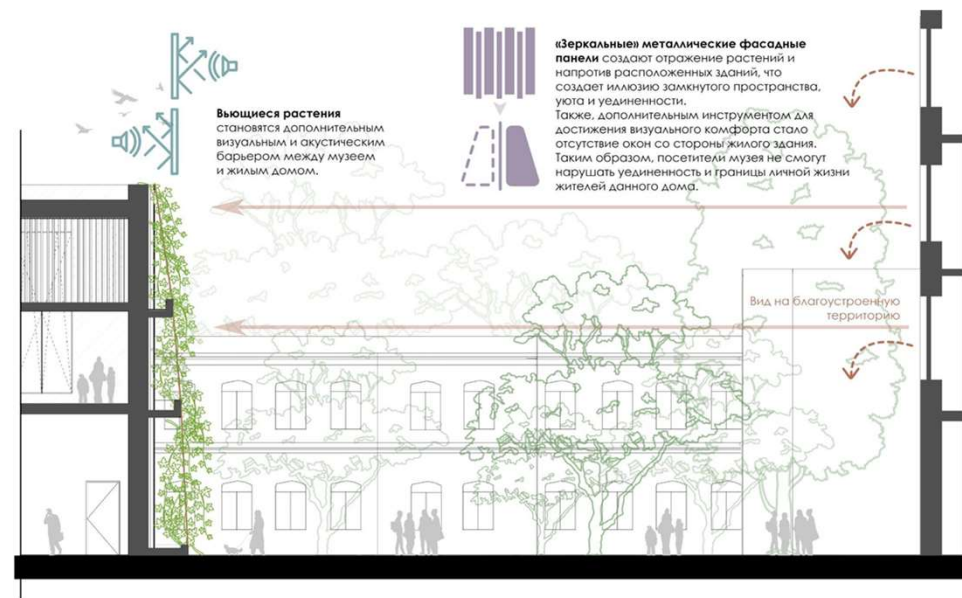 Вьющиеся растения
становятся дополнительным
визуальным и акустическим
барьером между музеем
и жилым домом.
«Зеркальные» металлические фасадные
панели создают отражение растений и
напротив расположенных зданий, что
создает иллюзию замкнутого пространства,
уюта и уединенности.
Также, дополнительным инструментом для
достижения визуального комфорта стало
отсутствие окон со стороны жилого здания.
Таким образом, посетители музея не смогут
нарушать уединенность и границы личной жизни
жителей данного дома.
Вид на благоустроенную
территорию